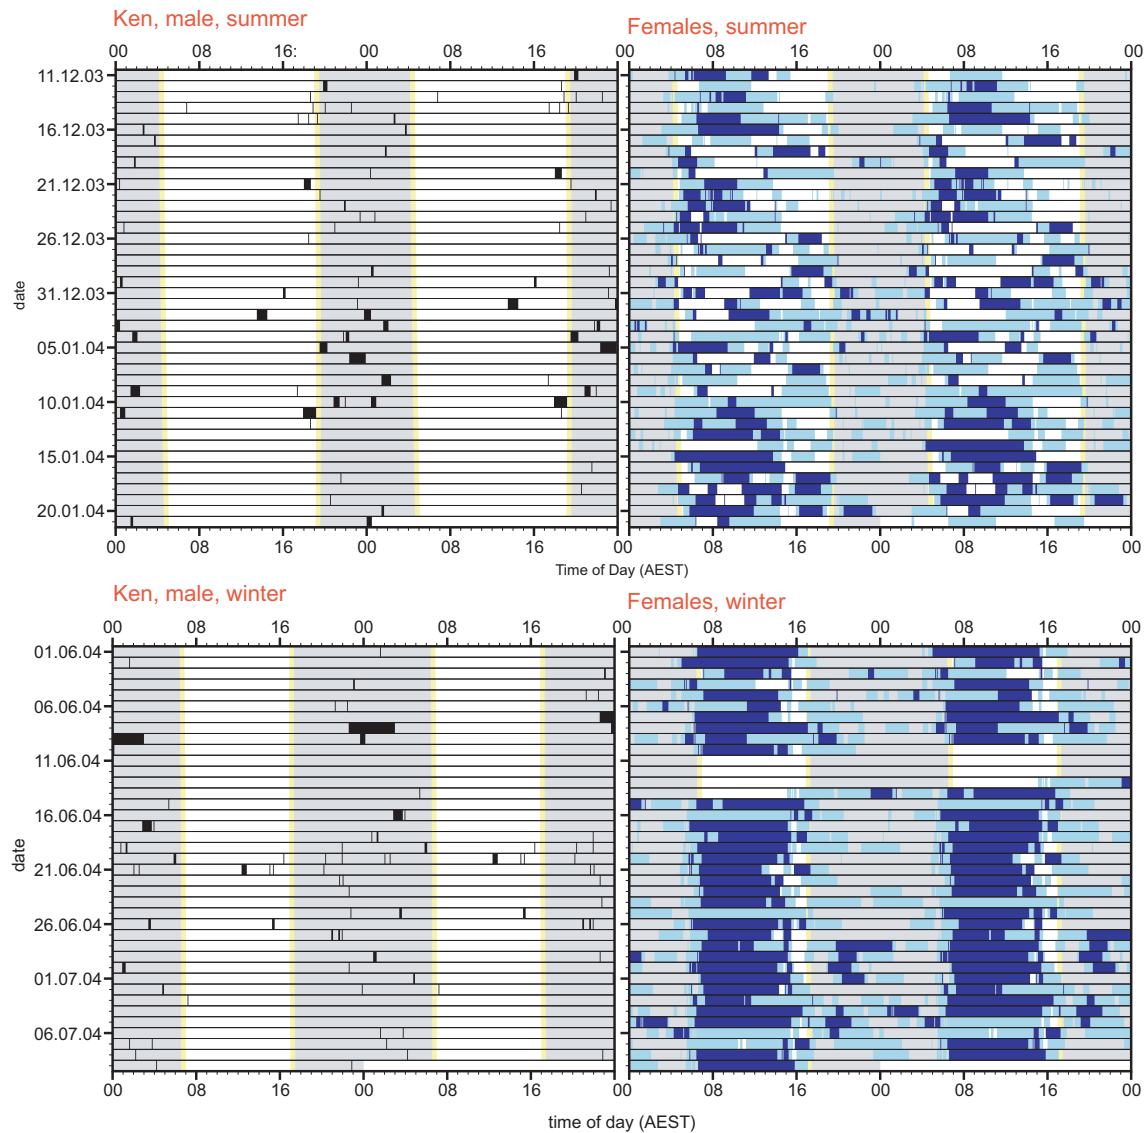 Ken, male, summer
Females, summer
00 08 16: 00 08 16 00 08 16 00 08 16 00
11.12.03
16.12.03
21.12.03
26.12.03
31.12.03
05.01.04
10.01.04
15.01.04
20.01.04
date
00 08 16 00 08 16 08 16 00 08 16 00
Time of Day (AEST)
Ken, male, winter
Females, winter
00 08 16 00 08 16 00 00 08 16 00 08 16 00
01.06.04
06.06.04
11.06.04
16.06.04
21.06.04
26.06.04
01.07.04
06.07.04
date
00 08 16 00 08 16 00 08 16 00 08 16 00
time of day (AEST)